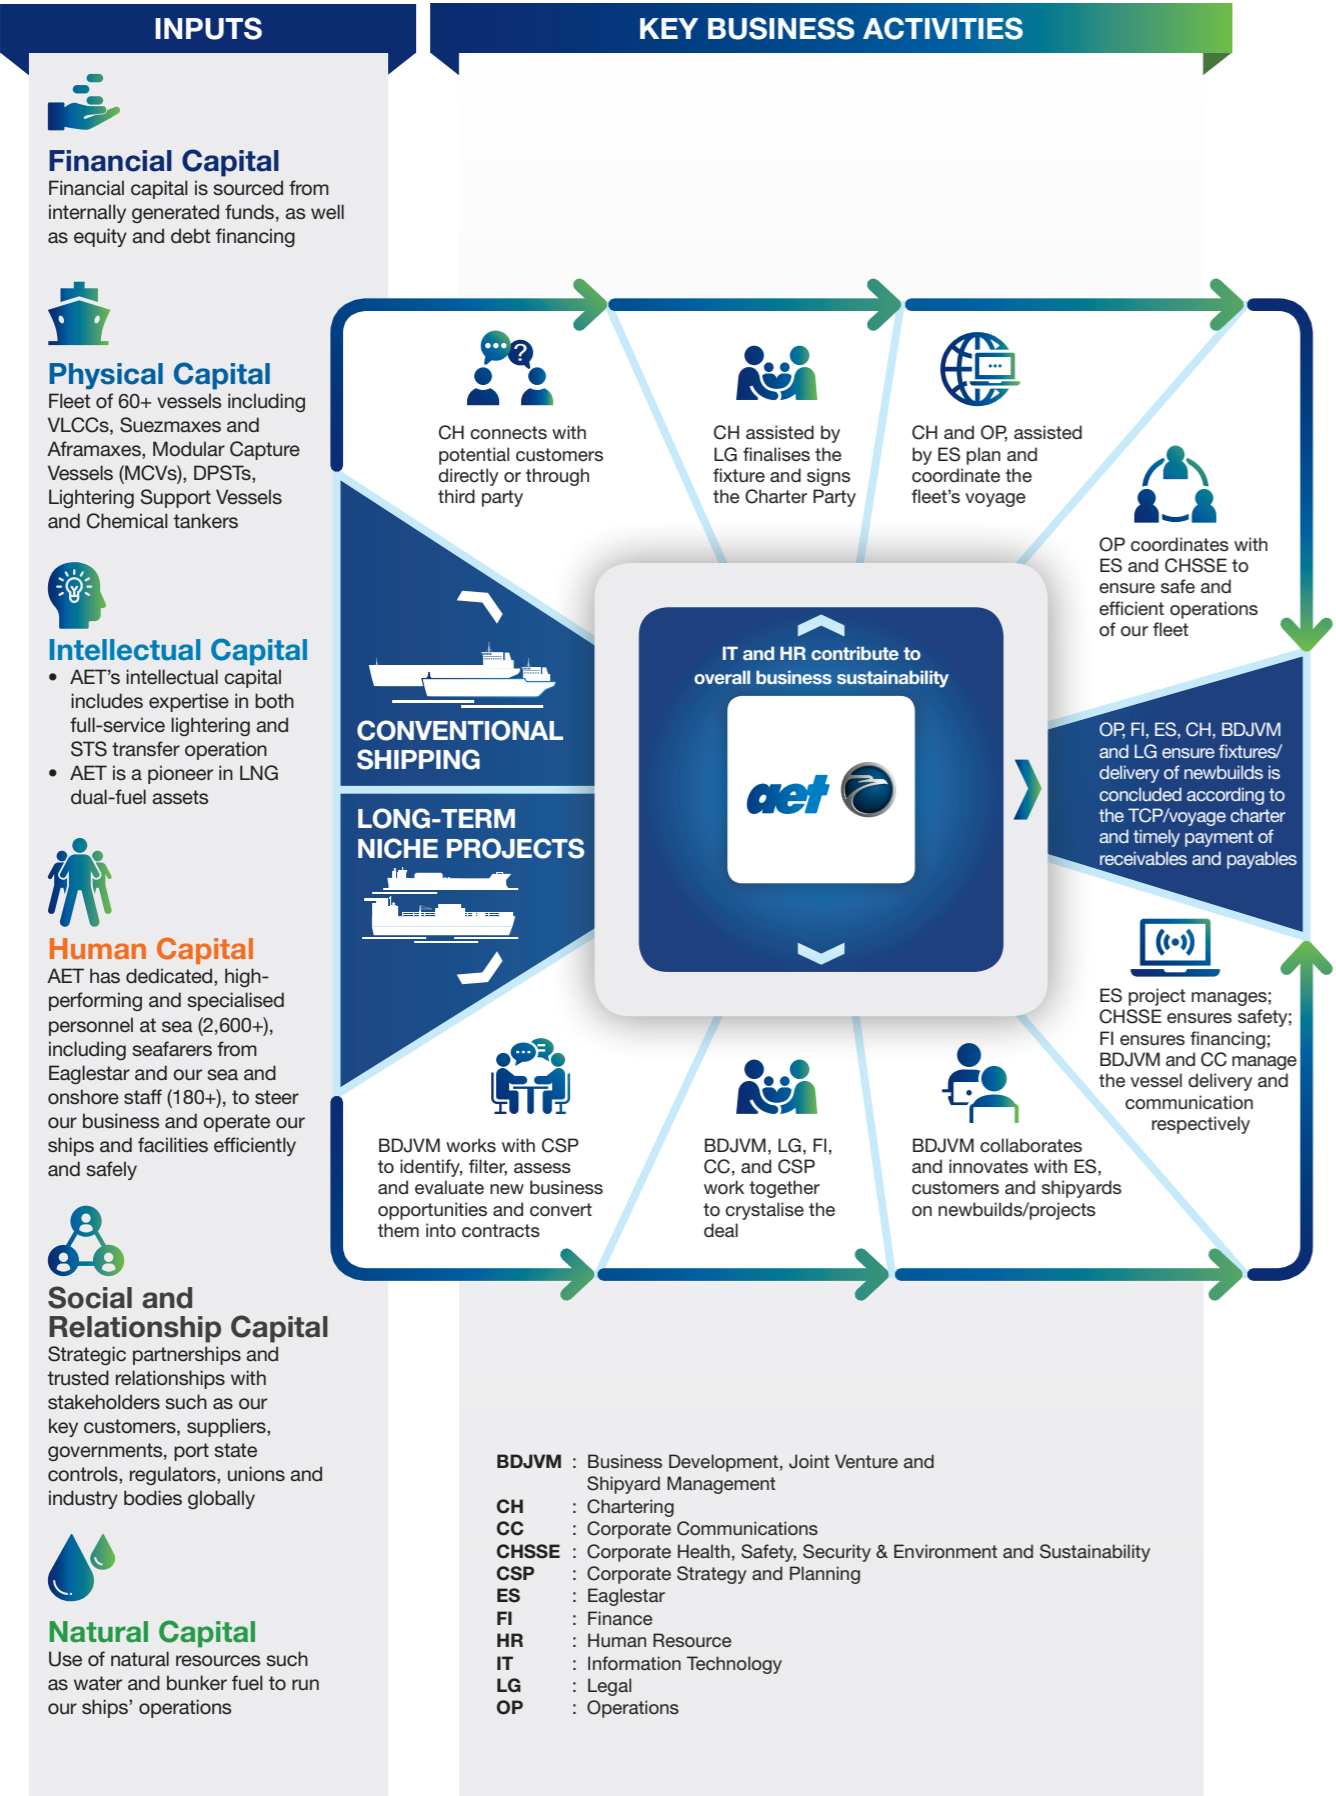 INPUTS
Financial Capital
Financial capital is sourced from
internally generated funds, as well
as equity and debt financing
Physical Capital
Fleet of 60+ vessels including
VLCCs, Suezmaxes and
Aframaxes, Modular Capture
Vessels (MCVs), DPSTs,
Lightering Support Vessels
and Chemical tankers
Intellectual Capital
• AET's intellectual capital
includes expertise in both
full-service lightering and
STS transfer operation
• AET is a pioneer in LNG
dual-fuel assets
Human Capital
AET has dedicated, high-
performing and specialised
personnel at sea (2,600+),
including seafarers from
Eaglestar and our sea and
onshore staff (180+), to steer
our business and operate our
ships and facilities efficiently
and safely
Social and
Relationship Capital
Strategic partnerships and
trusted relationships with
stakeholders such as our
key customers, suppliers,
governments, port state
controls, regulators, unions and
industry bodies globally
Natural Capital
Use of natural resources such
as water and bunker fuel to run
our ships' operations
KEY BUSINESS ACTIVITIES
?
CH connects with
potential customers
directly or through
third party
CH assisted by
LG finalises the
fixture and signs
the Charter Party
CH and OP, assisted
by ES plan and
coordinate the
fleet's voyage
OP coordinates with
ES and CHSSE to
ensure safe and
efficient operations
of our fleet
CONVENTIONAL
SHIPPING
LONG-TERM
NICHE PROJECTS
IT and HR contribute to
overall business sustainability
aet
OP, FI, ES, CH, BDJVM
and LG ensure fixtures/
delivery of newbuilds is
concluded according to
the TCP/voyage charter
and timely payment of
receivables and payables
BDJVM works with CSP
to identify, filter, assess
and evaluate new business
opportunities and convert
them into contracts
BDJVM, LG, FI,
CC, and CSP
work together
to crystalise the
deal
BDJVM collaborates
and innovates with ES,
customers and shipyards
on newbuilds/projects
ES project manages;
CHSSE ensures safety;
FI ensures financing;
BDJVM and CC manage
the vessel delivery and
communication
respectively
BDJVM : Business Development, Joint Venture and
Shipyard Management
CH : Chartering
CC : Corporate Communications
CHSSE : Corporate Health, Safety, Security & Environment and Sustainability
CSP : Corporate Strategy and Planning
ES : Eaglestar
FI : Finance
HR : Human Resource
IT : Information Technology
LG : Legal
OP : Operations